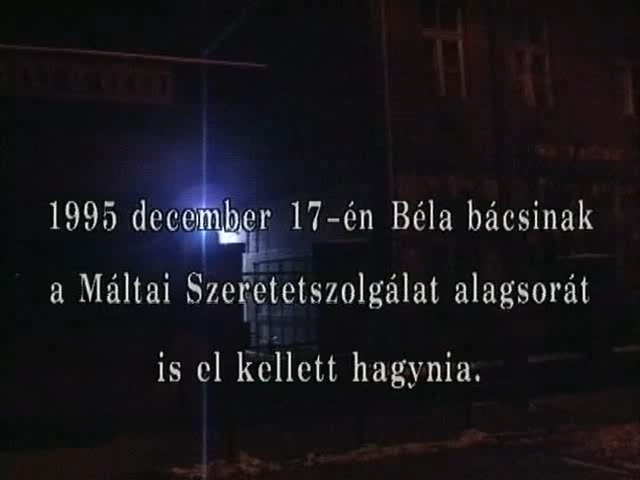 1995 december 17-én Béla bácsinak
a Máltai Szeretetszolgálat alagsorát
is el kellett hagynia.